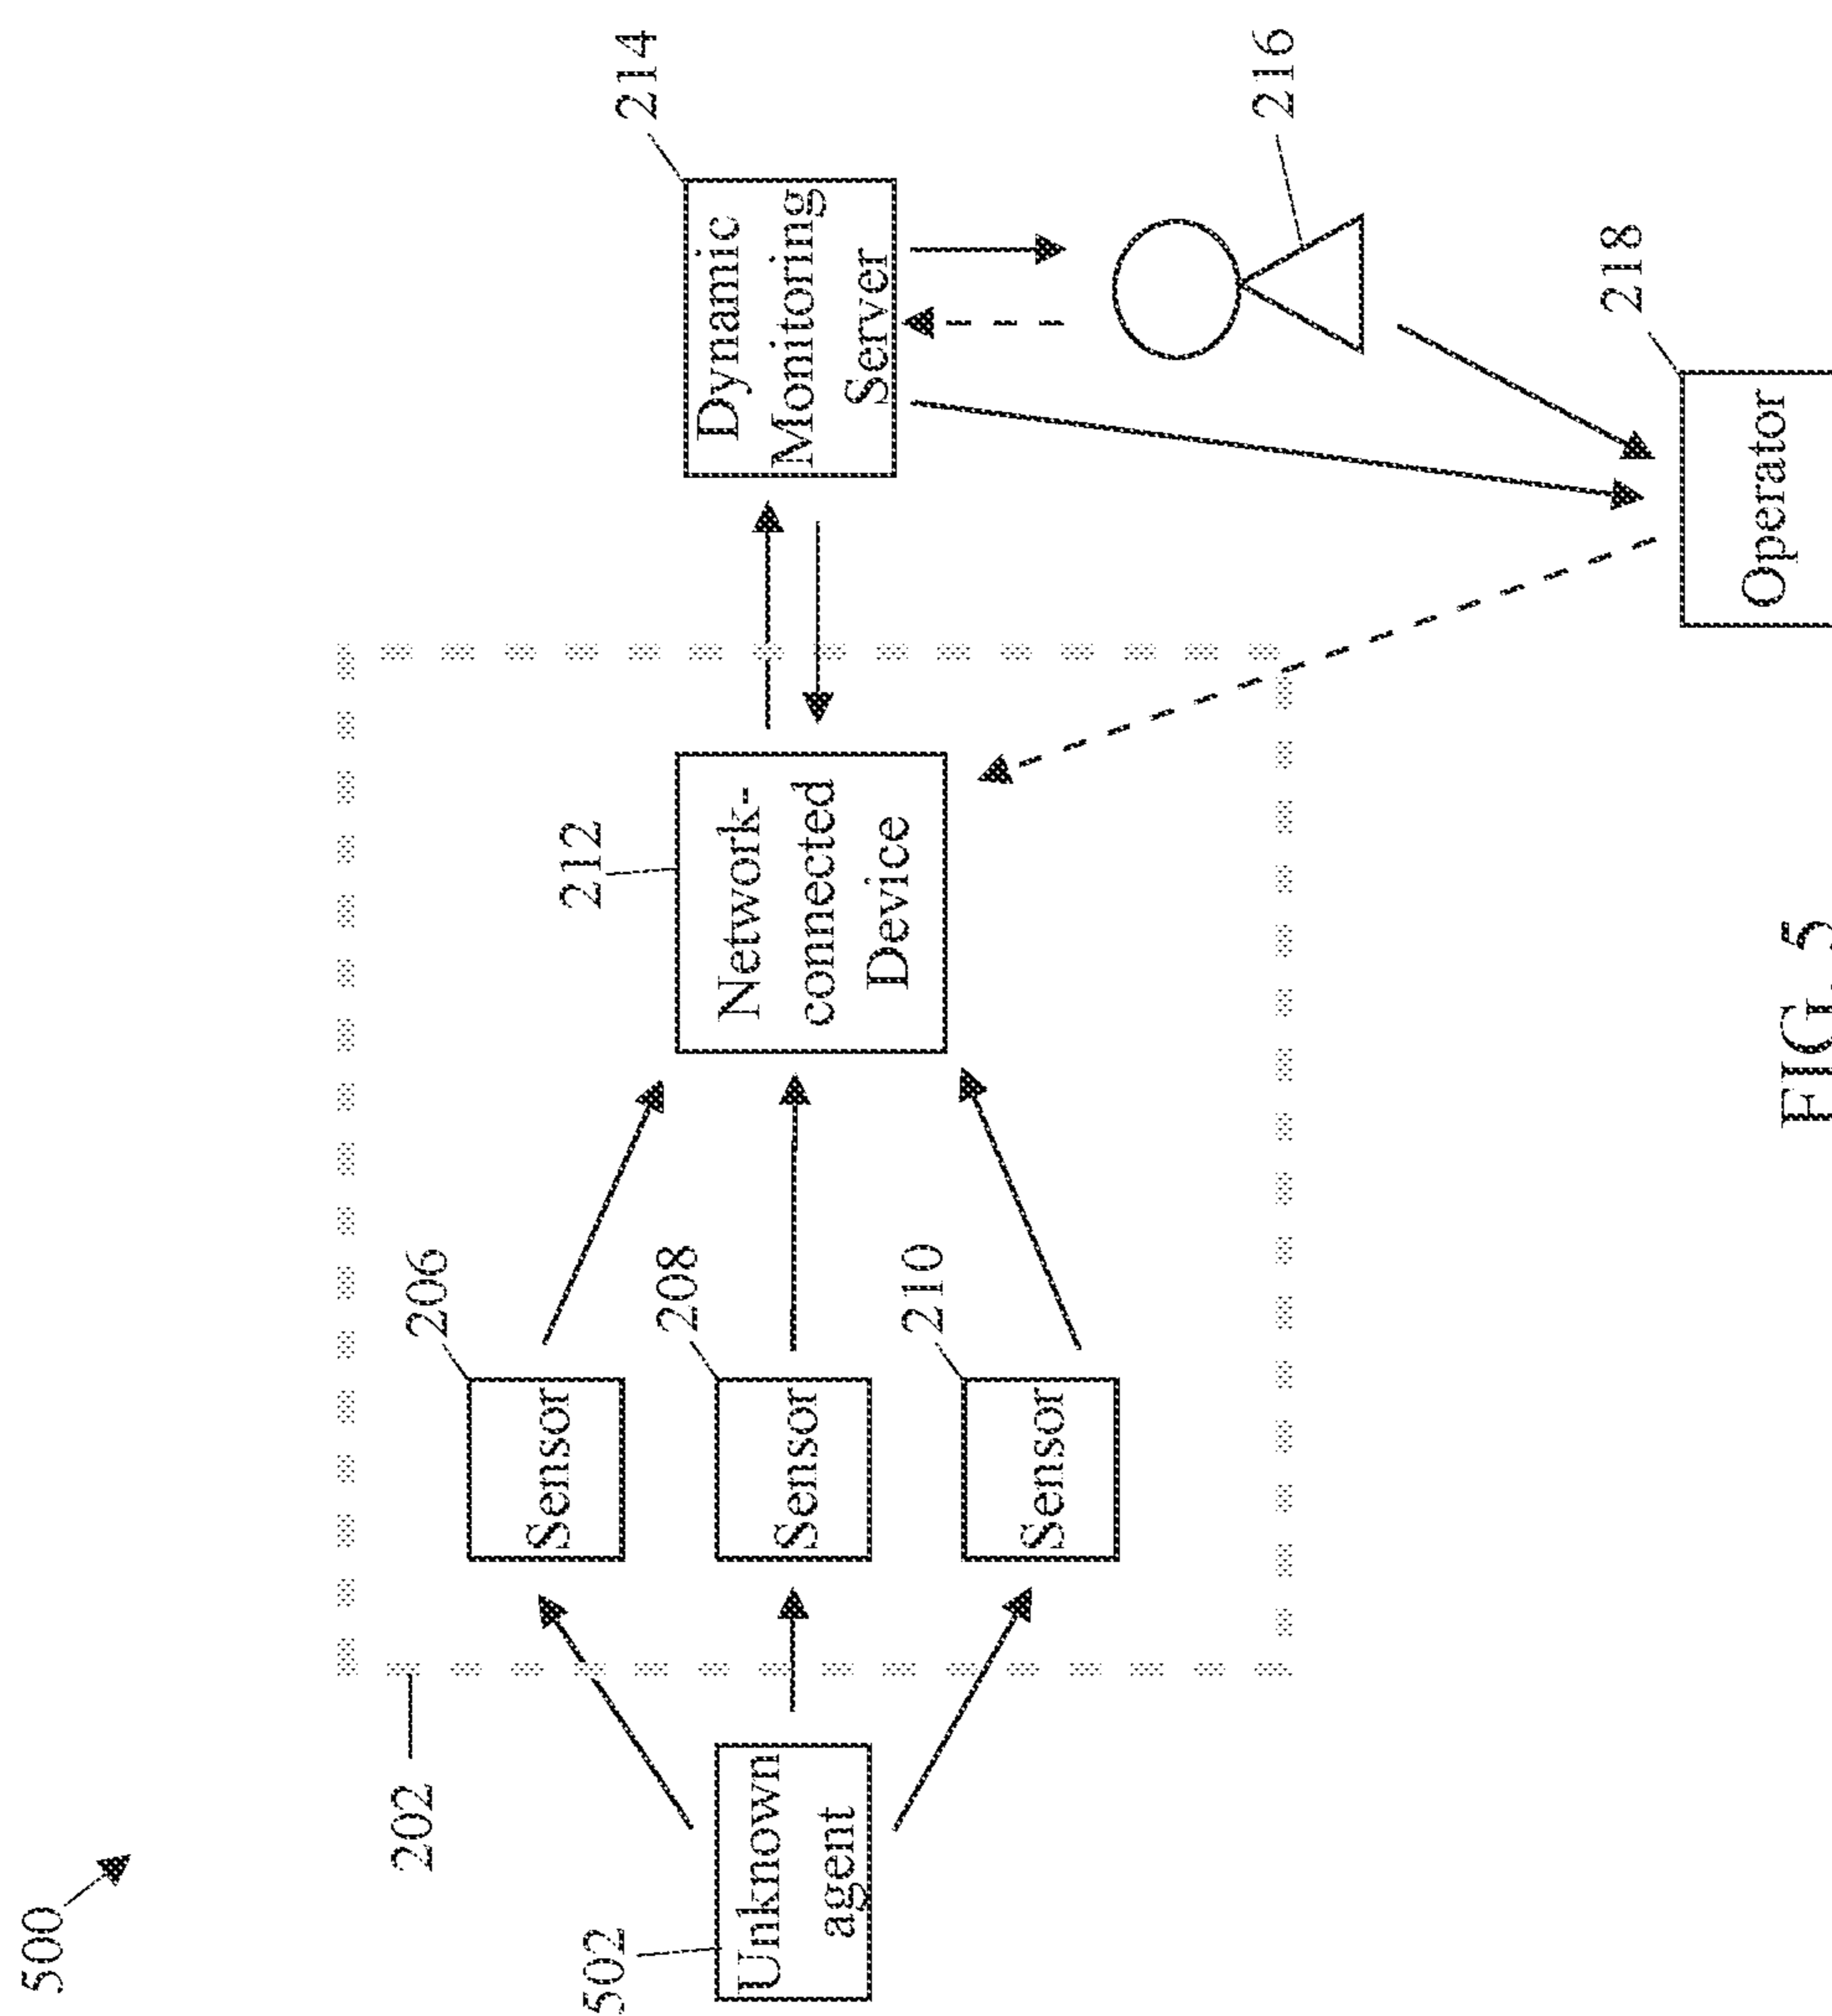 500
202
502
Unknown
agent
206
Sensor
208
Sensor
210
Sensor
212
Network-
connected
Device
214
Dynamic
Monitoring
Server
216
218
Operator
FIG. 5